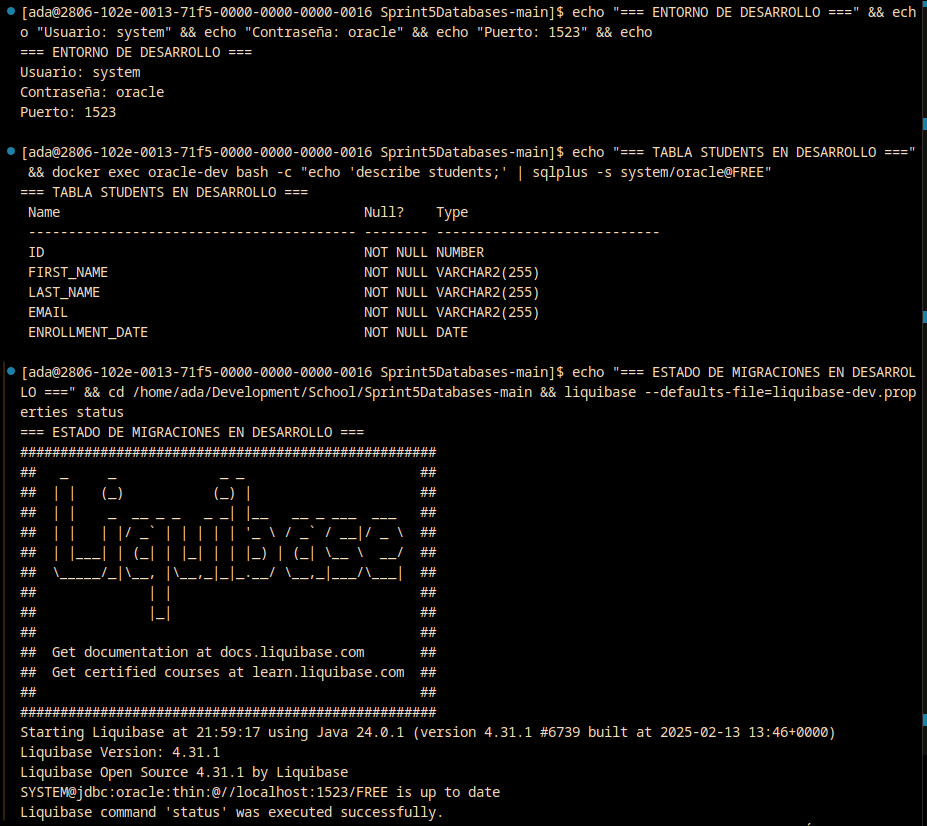 [ada@2806-102e-0013-71f5-0000-0000-0000-0016 Sprint5Databases-main]$ echo "=== ENTORNO DE DESARROLLO ===" && ech
o "Usuario: system" && echo "Contraseña: oracle" && echo "Puerto: 1523" && echo
=== ENTORNO DE DESARROLLO ===
Usuario: system
Contraseña: oracle
Puerto: 1523
[ada@2806-102e-0013-71f5-0000-0000-0000-0016 Sprint5Databases-main]$ echo "=== TABLA STUDENTS EN DESARROLLO ==="
 && docker exec oracle-dev bash -c "echo 'describe students;' | sqlplus -s system/oracle@FREE"
=== TABLA STUDENTS EN DESARROLLO ===
 Name                                      Null?    Type
 ----------------------------------------- -------- ----------------------------
 ID                                        NOT NULL NUMBER
 FIRST_NAME                                NOT NULL VARCHAR2(255)
 LAST_NAME                                 NOT NULL VARCHAR2(255)
 EMAIL                                     NOT NULL VARCHAR2(255)
 ENROLLMENT_DATE                           NOT NULL DATE
[ada@2806-102e-0013-71f5-0000-0000-0000-0016 Sprint5Databases-main]$ echo "=== ESTADO DE MIGRACIONES EN DESARROL
LO ===" && cd /home/ada/Development/School/Sprint5Databases-main && liquibase --defaults-file=liquibase-dev.prop
erties status
=== ESTADO DE MIGRACIONES EN DESARROLLO ===
####################################################
##   _     _             _ _                      ##
##  | |   (_)           (_) |                     ##
##  | |    _  __ _ _   _ _| |__   __ _ ___  ___   ##
##  | |   | |/ _` | | | | | '_ \ / _` / __|/ _ \  ##
##  | |___| | (_| | |_| | | |_) | (_| \__ \  __/  ##
##  \_____/_|\__, |\__,_|_|_.__/ \__,_|___/\___|  ##
##              | |                               ##
##              |_|                               ##
##                                                ##
##  Get documentation at docs.liquibase.com       ##
##  Get certified courses at learn.liquibase.com  ##
##                                                ##
####################################################
Starting Liquibase at 21:59:17 using Java 24.0.1 (version 4.31.1 #6739 built at 2025-02-13 13:46+0000)
Liquibase Version: 4.31.1
Liquibase Open Source 4.31.1 by Liquibase
SYSTEM@jdbc:oracle:thin:@//localhost:1523/FREE is up to date
Liquibase command 'status' was executed successfully.